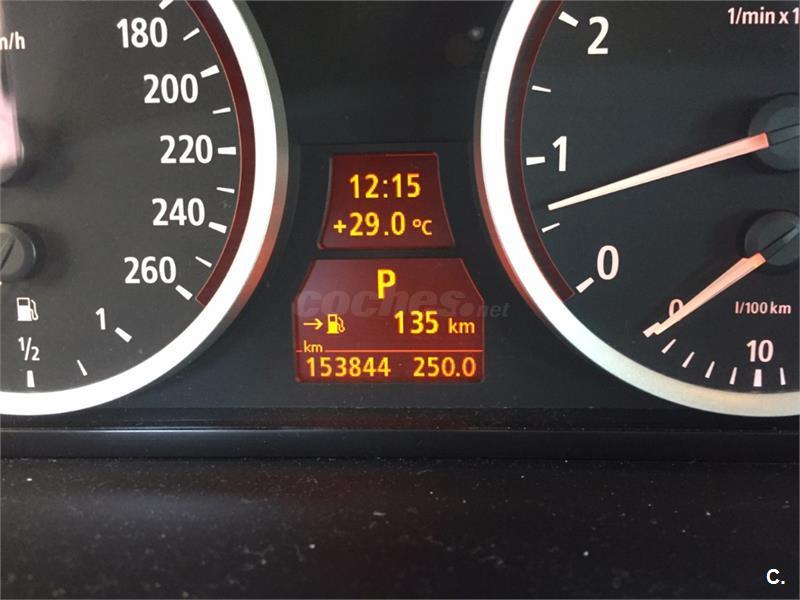 m/h
180
200
220
240
260
1
1/2
12:15
+29.0 °C
P
coches.net
→ 135 km
km
153844 250.0
1/min x 1
2
1
0
0
l/100 km
10
C.